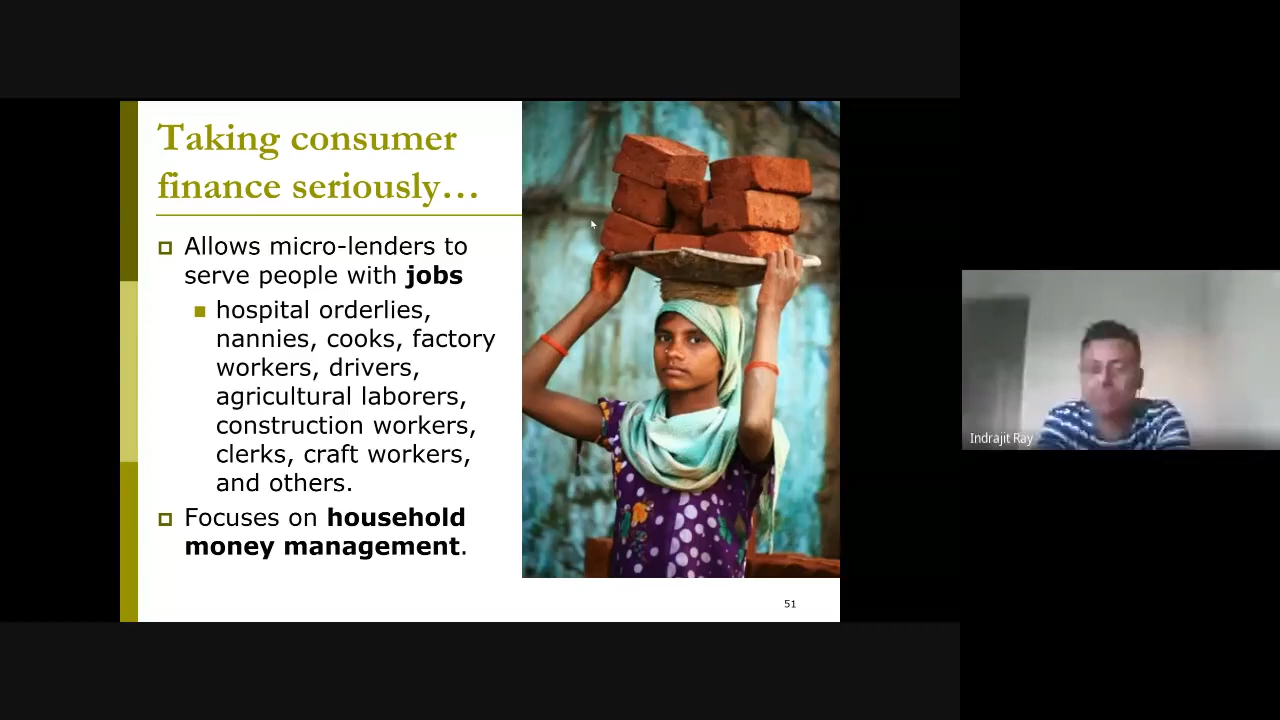 Taking consumer
finance seriously…
Allows micro-lenders to
serve people with jobs
hospital orderlies,
nannies, cooks, factory
workers, drivers,
agricultural laborers,
construction workers,
clerks, craft workers,
and others.
Focuses on household
money management.
51
Indrajit Ray